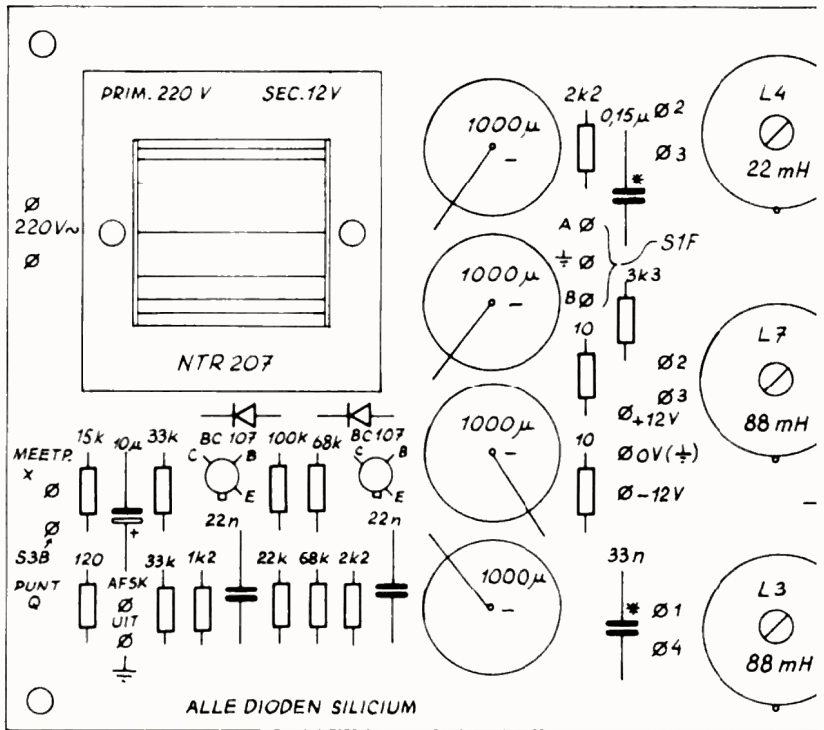 PRIM. 220 V SEC. 12V
220V~
NTR 207
1000µ
2k2
0,15µ
2
3
*
L4
22 mH
A
B
S1F
1000µ
3k3
10
L7
88 mH
2
3
+12V
0V (⏚)
-12V
1000µ
10
15k
10µ
33k
BC 107
C
B
E
100k
68k
BC 107
C
B
E
MEETP.
X
+
22n
22n
S3B
PUNT
Q
120
AFSK
UIT
33k
1k2
22k
68k
2k2
1000µ
33n
*
1
4
L3
88 mH
ALLE DIODEN SILICIUM